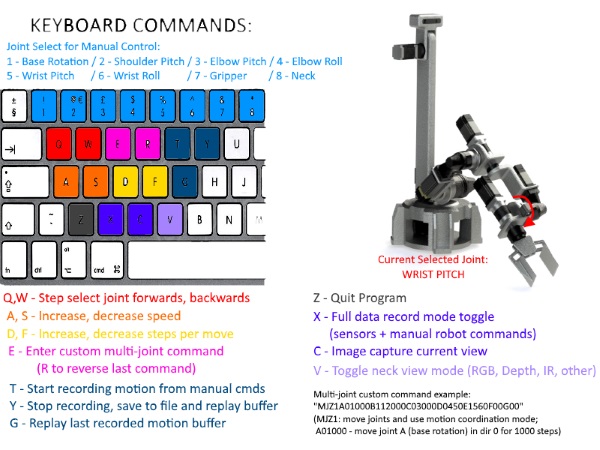 KEYBOARD COMMANDS:
Joint Select for Manual Control:
1 - Base Rotation / 2 - Shoulder Pitch / 3 - Elbow Pitch / 4 - Elbow Roll
5 - Wrist Pitch / 6 - Wrist Roll / 7 - Gripper / 8 - Neck
± ! @€ £ $ % ^ & *
§ 1 2 3 4 5 6 7 8
Q W E R T Y U
A S D F G H J
Z X C V B N
fn ctrl alt cmd ⌘
Current Selected Joint:
WRIST PITCH
Q,W - Step select joint forwards, backwards
A, S - Increase, decrease speed
D, F - Increase, decrease steps per move
E - Enter custom multi-joint command
(R to reverse last command)
T - Start recording motion from manual cmds
Y - Stop recording, save to file and replay buffer
G - Replay last recorded motion buffer
Z - Quit Program
X - Full data record mode toggle
(sensors + manual robot commands)
C - Image capture current view
V - Toggle neck view mode (RGB, Depth, IR, other)
Multi-joint custom command example:
"MJZ1A01000B112000C03000D0450E1560F00G00"
(MJZ1: move joints and use motion coordination mode;
A01000 - move joint A (base rotation) in dir 0 for 1000 steps)